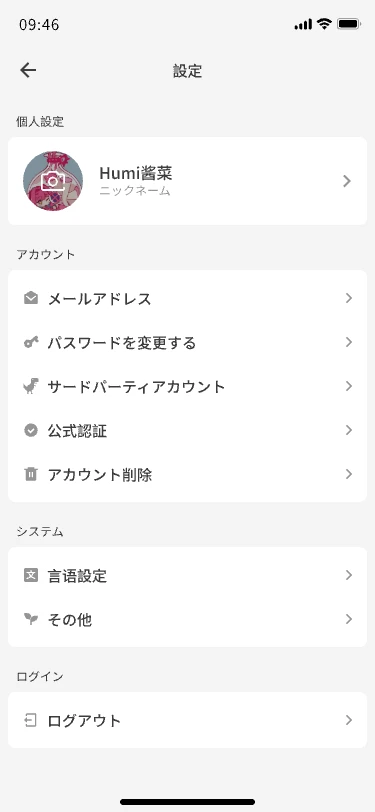 09:46
設定
個人設定
Humi酱菜
ニックネーム
アカウント
メールアドレス
パスワードを変更する
サードパーティアカウント
公式認証
アカウント削除
システム
文
言语設定
その他
ログイン
ログアウト